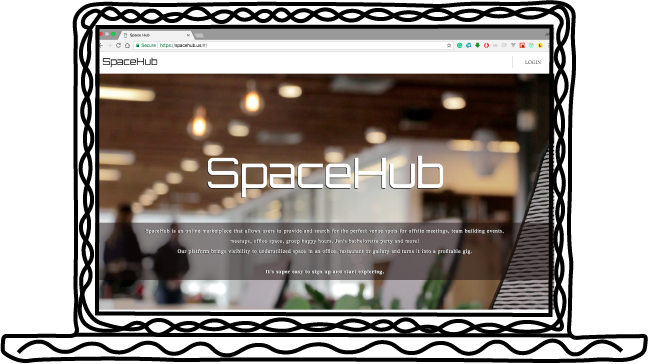 Space Hub
Secure https://spacehub.us/#/
SpaceHub
LOGIN
SpaceHub
SpaceHub is an online marketplace that allows users to provide and search for the perfect venue spots for offsite meetings, team building events,
meetups, office space, group happy hours, Jen's bachelorette party and more!
Our platform brings visibility to underutilized space in an office, restaurant or gallery and turns it into a profitable gig.
It's super easy to sign up and start exploring.